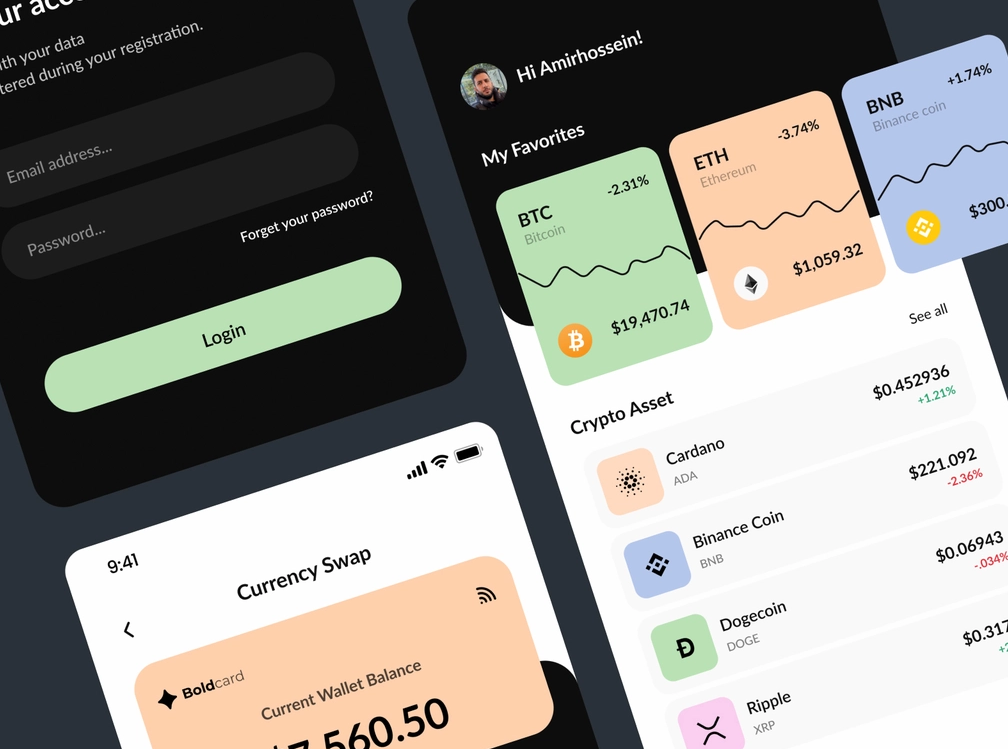 ur
th your data
tered during your registration.
Email address...
Password...
Forget your password?
Login
Hi Amirhossein!
My Favorites
BTC
-2.31%
Bitcoin
$19,470.74
ETH
-3.74%
Ethereum
$1,059.32
BNB
+1.74%
Binance coin
$300.
See all
Crypto Asset
Cardano
$0.452936
ADA
+1.21%
Binance Coin
$221.092
BNB
-2.36%
Dogecoin
$0.06943
DOGE
-.034%
Ripple
$0.317
XRP
9:41
Currency Swap
Boldcard
Current Wallet Balance
7,560.50